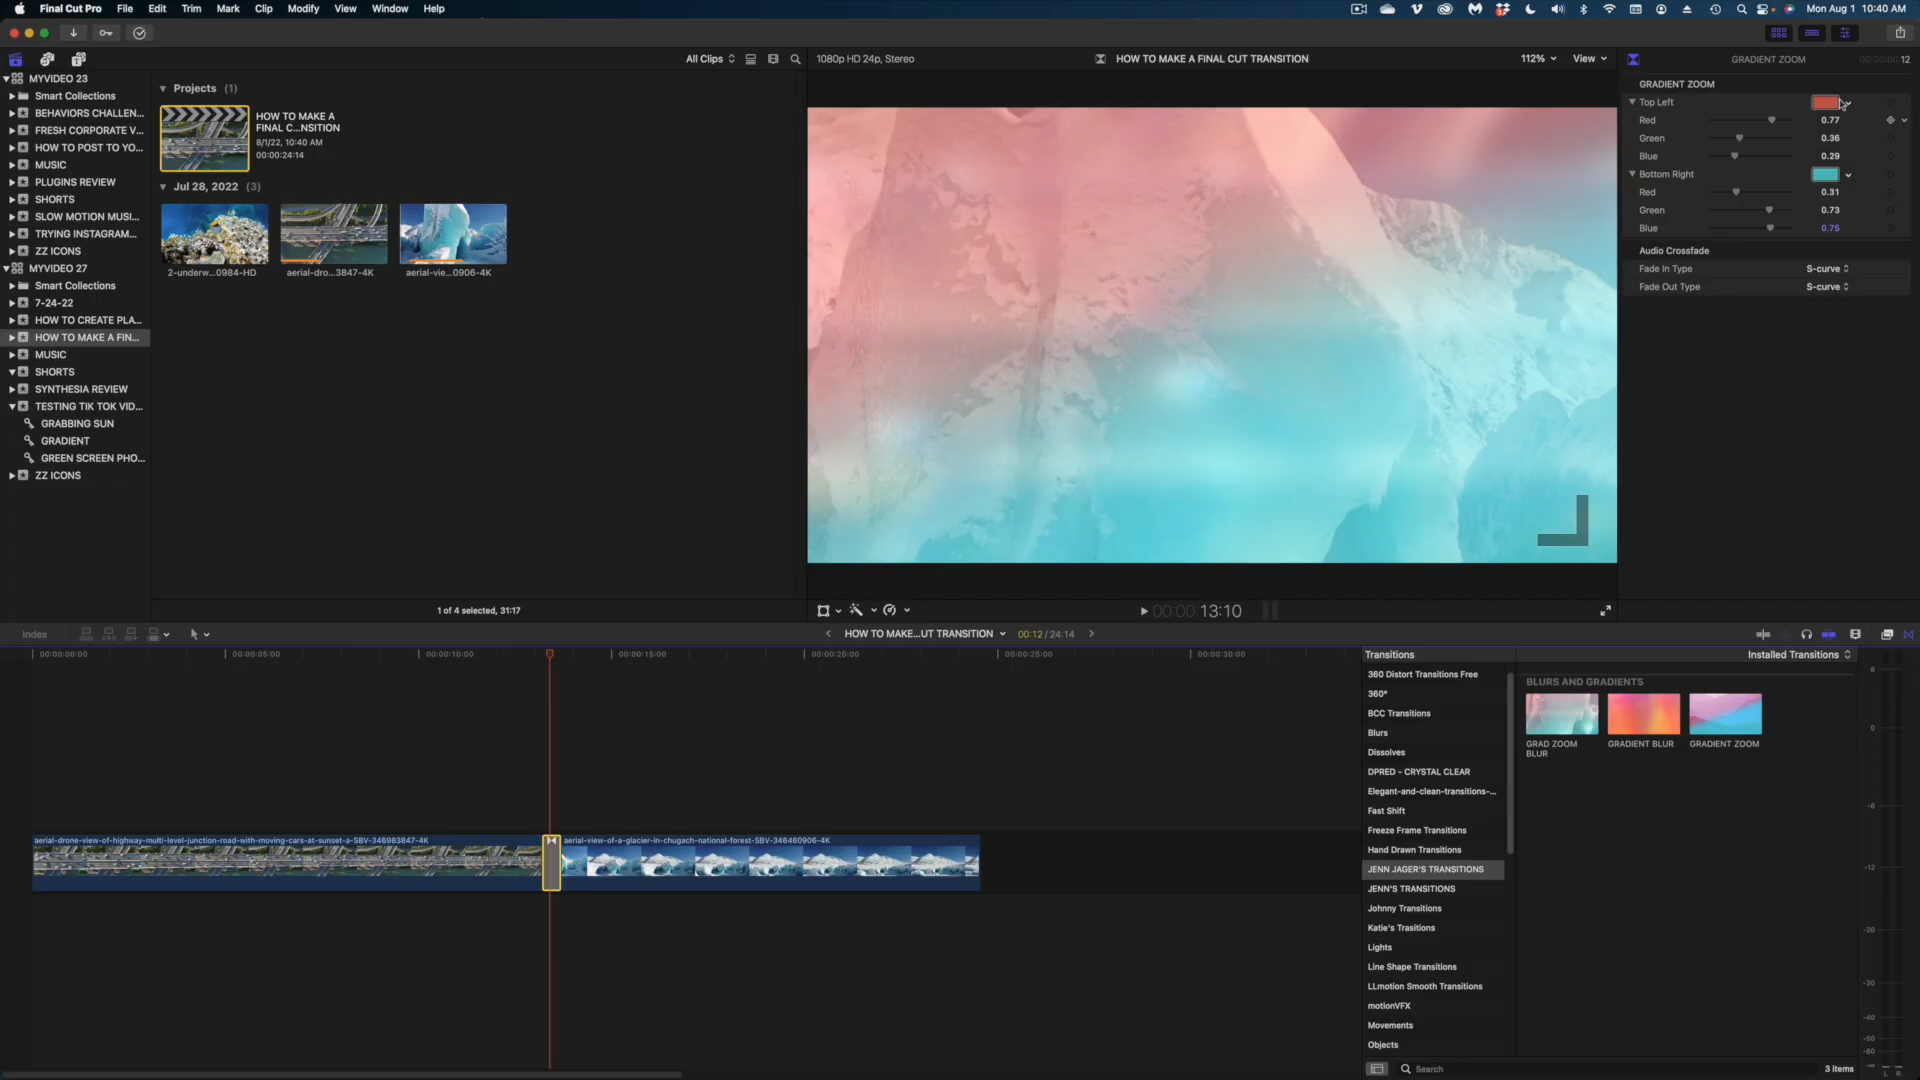 Final Cut Pro File Edit Trim Mark Clip Modify View Window Help
Mon Aug 1 10:40 AM
All Clips
1080p HD 24p, Stereo
HOW TO MAKE A FINAL CUT TRANSITION
112%
View
GRADIENT ZOOM
00:00:00:12
MYVIDEO 23
Smart Collections
BEHAVIORS CHALLEN...
FRESH CORPORATE V...
HOW TO POST TO YO...
MUSIC
PLUGINS REVIEW
SHORTS
SLOW MOTION MUSI...
TRYING INSTAGRAM...
ZZ ICONS
MYVIDEO 27
Smart Collections
7-24-22
HOW TO CREATE PLA...
HOW TO MAKE A FIN...
MUSIC
SHORTS
SYNTHESIA REVIEW
TESTING TIK TOK VID...
GRABBING SUN
GRADIENT
GREEN SCREEN PHO...
ZZ ICONS
Projects (1)
HOW TO MAKE A
FINAL C...NSITION
8/1/22, 10:40 AM
00:00:24:14
Jul 28, 2022 (3)
2-underw...0984-HD
aerial-dro...3847-4K
aerial-vie...0906-4K
1 of 4 selected, 31:17
GRADIENT ZOOM
Top Left
Red 0.77
Green 0.36
Blue 0.29
Bottom Right
Red 0.31
Green 0.73
Blue 0.75
Audio Crossfade
Fade In Type S-curve
Fade Out Type S-curve
00:00:13:10
Index
HOW TO MAKE...UT TRANSITION
00:12 / 24:14
00:00:00:00
00:00:05:00
00:00:10:00
00:00:15:00
00:00:20:00
00:00:25:00
00:00:30:00
aerial-drone-view-of-highway-multi-level-junction-road-with-moving-cars-at-sunset-a-SBV-346983847-4K
aerial-view-of-a-glacier-in-chugach-national-forest-SBV-346460906-4K
Transitions
Installed Transitions
360 Distort Transitions Free
360°
BCC Transitions
Blurs
Dissolves
DPRED - CRYSTAL CLEAR
Elegant-and-clean-transitions-...
Fast Shift
Freeze Frame Transitions
Hand Drawn Transitions
JENN JAGER'S TRANSITIONS
JENN'S TRANSITIONS
Johnny Transitions
Katie's Trasitions
Lights
Line Shape Transitions
LLmotion Smooth Transitions
motionVFX
Movements
Objects
BLURS AND GRADIENTS
GRAD ZOOM
BLUR
GRADIENT BLUR
GRADIENT ZOOM
Search
3 items
6
0
-6
-12
-20
-30
-40
-50
-60
-∞
L R